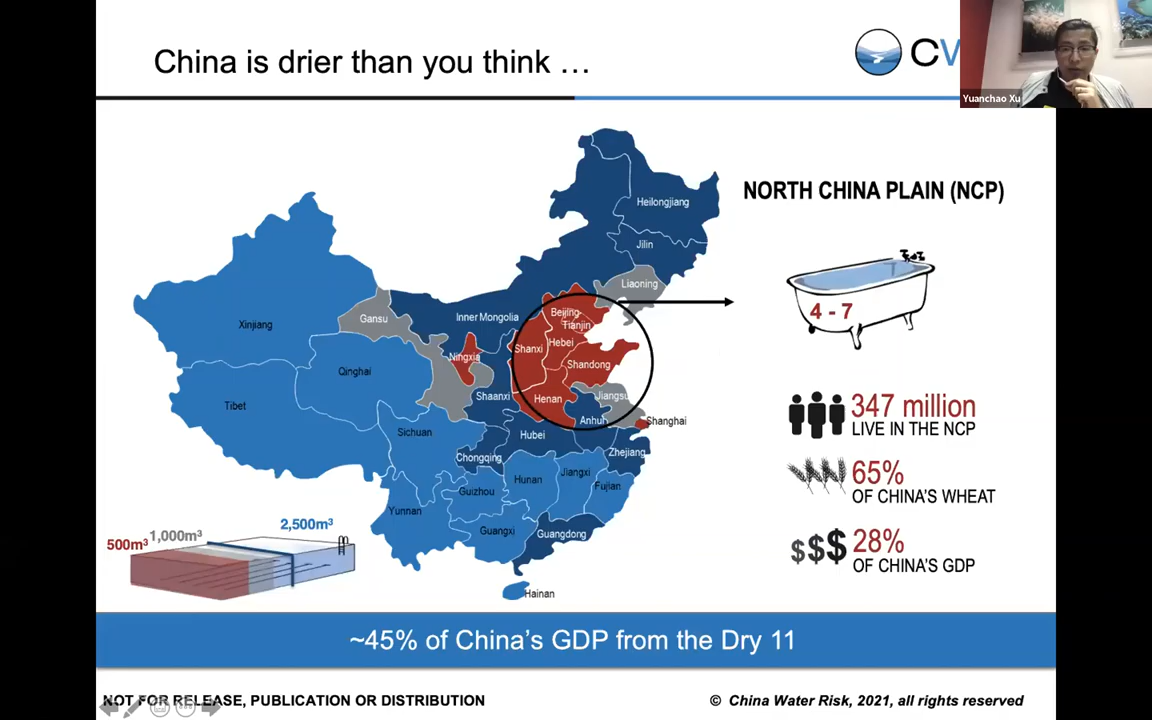 China is drier than you think …
Yuanchao Xu
NORTH CHINA PLAIN (NCP)
Heilongjiang
Jilin
Liaoning
4 - 7
Beijing
Inner Mongolia
Gansu
Tianjin
Xinjiang
Hebei
Shanxi
Ningxia
Shandong
Qinghai
Shaanxi
Jiangsu
Henan
Tibet
347 million
LIVE IN THE NCP
Anhui
Shanghai
Sichuan
Hubei
Zhejiang
Chongqing
65%
OF CHINA'S WHEAT
Jiangxi
Hunan
Fujian
Guizhou
Yunnan
Guangxi
Guangdong
2,500m³
1,000m³
500m³
28%
OF CHINA'S GDP
Hainan
~45% of China's GDP from the Dry 11
NOT FOR RELEASE, PUBLICATION OR DISTRIBUTION
© China Water Risk, 2021, all rights reserved